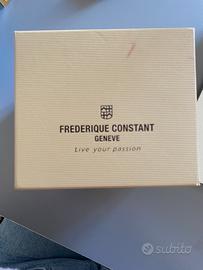 FREDERIQUE CONSTANT
GENEVE
Live your passion
subito